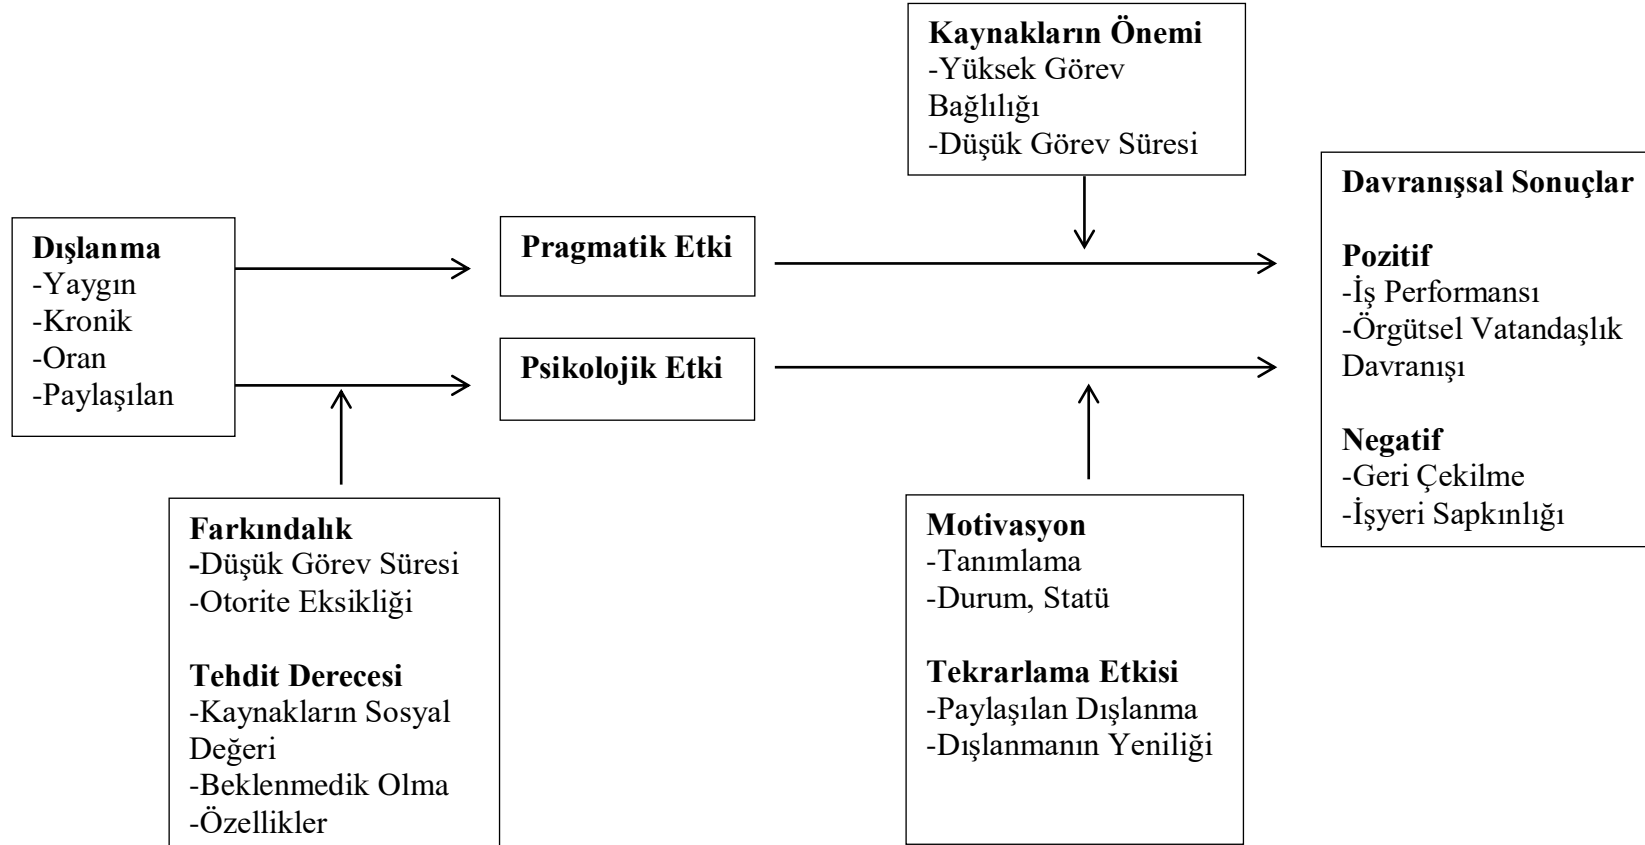 Kaynakların Önemi
-Yüksek Görev
Bağlılığı
-Düşük Görev Süresi
Dışlanma
-Yaygın
-Kronik
-Oran
-Paylaşılan
Pragmatik Etki
Psikolojik Etki
Davranışsal Sonuçlar
Pozitif
-İş Performansı
-Örgütsel Vatandaşlık
Davranışı
Negatif
-Geri Çekilme
-İşyeri Sapkınlığı
Farkındalık
-Düşük Görev Süresi
-Otorite Eksikliği
Tehdit Derecesi
-Kaynakların Sosyal
Değeri
-Beklenmedik Olma
-Özellikler
Motivasyon
-Tanımlama
-Durum, Statü
Tekrarlama Etkisi
-Paylaşılan Dışlanma
-Dışlanmanın Yeniliği